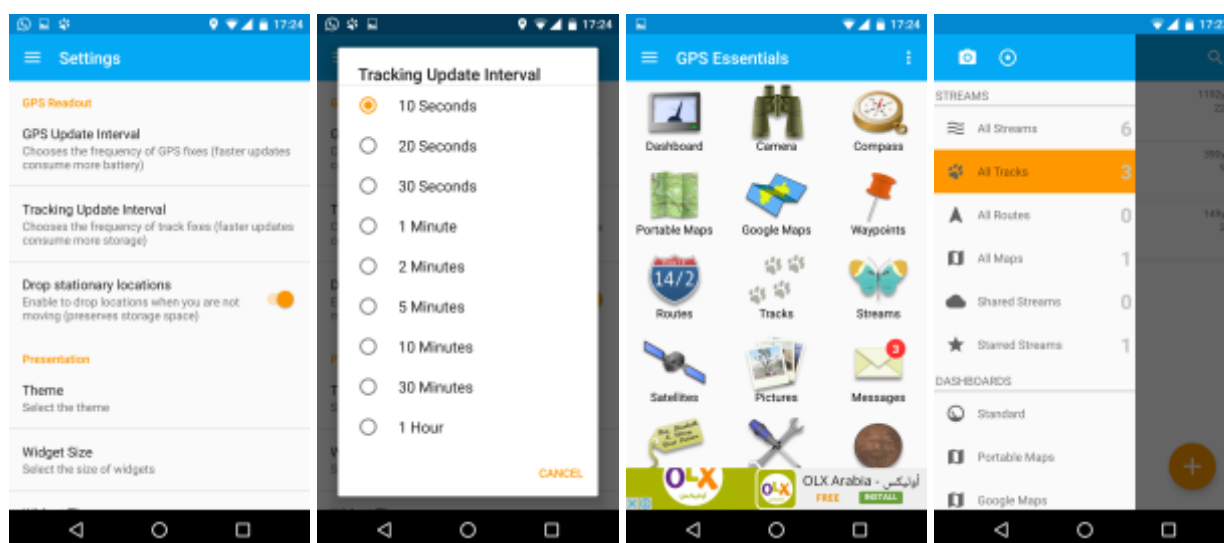 17:24
Settings
GPS Readout
GPS Update Interval
Chooses the frequency of GPS fixes (faster updates
consume more battery)
Tracking Update Interval
Chooses the frequency of track fixes (faster updates
consume more storage)
Drop stationary locations
Enable to drop locations when you are not
moving (preserves storage space)
Presentation
Theme
Select the theme
Widget Size
Select the size of widgets
17:24
Tracking Update Interval
10 Seconds
20 Seconds
30 Seconds
1 Minute
2 Minutes
5 Minutes
10 Minutes
30 Minutes
1 Hour
CANCEL
17:24
GPS Essentials
Dashboard
Camera
Compass
Portable Maps
Google Maps
Waypoints
14/2
Routes
Tracks
Streams
3
Satellites
Pictures
Messages
OLX
OLX
OLX Arabia - أوليكس
FREE
INSTALL
STREAMS
All Streams 6
All Tracks 3
All Routes 0
All Maps 1
Shared Streams 0
Starred Streams 1
DASHBOARDS
Standard
Portable Maps
Google Maps